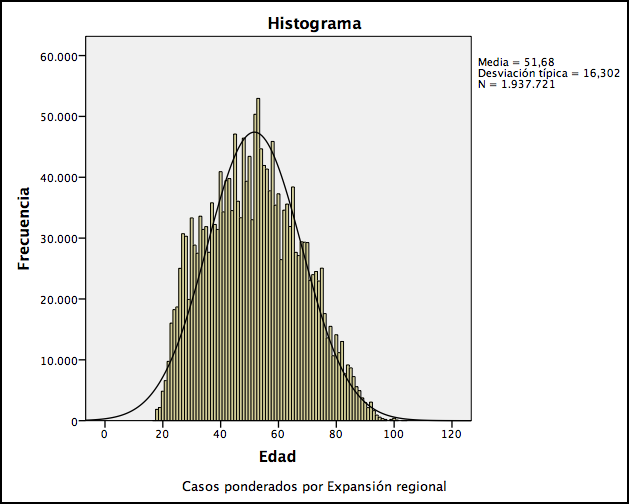 Histograma
60.000
50.000
40.000
30.000
20.000
10.000
0
Frecuencia
0 20 40 60 80 100 120
Edad
Casos ponderados por Expansión regional
Media = 51,68
Desviación típica = 16,302
N = 1.937.721